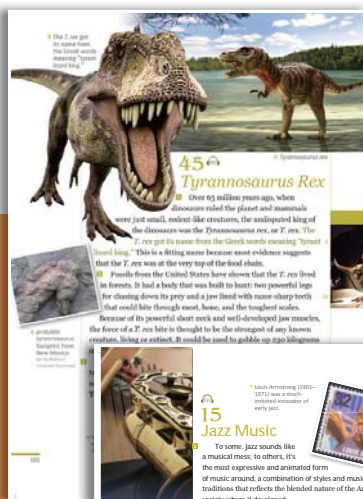 The T. rex got
its name from
the Greek words
meaning "tyrant
lizard king."
Tyrannosaurus rex
45
Tyrannosaurus Rex
Over 65 million years ago, when
dinosaurs roled the planet and mammals
were just small, rodent-like creatures, the undisputed king of
the dinosaurs was the Tyrannosaurus rex, or T. rex. The
T. rex got its name from the Greek words meaning "tyrant
lizard king." This is a fitting name because most evidence suggests
that the T. rex was at the very top of the food chain.
Fossils from the United States have shown that the T. rex lived
in forests. It had a body that was built to hunt: two powerful legs
for chasing down its prey and a jaw lined with razor-sharp teeth
that could bite through meat, bone, and the toughest scales.
Because of its powerful short neck and well-developed jaw muscles,
the force of a T. rex bite is thought to be the strongest of any known
creature, living or extinct. It could be used to gobble up 230 kilograms
probable
tyrannosaurus
footprint from
New Mexico
192
Louis Armstrong (1901–
1971) was a much-
imitated innovator of
early jazz.
15
Jazz Music
To some, jazz sounds like
a musical mess; to others, it's
the most expressive and animated form
of music around, a combination of styles and
traditions that reflects the blended nature of the
32